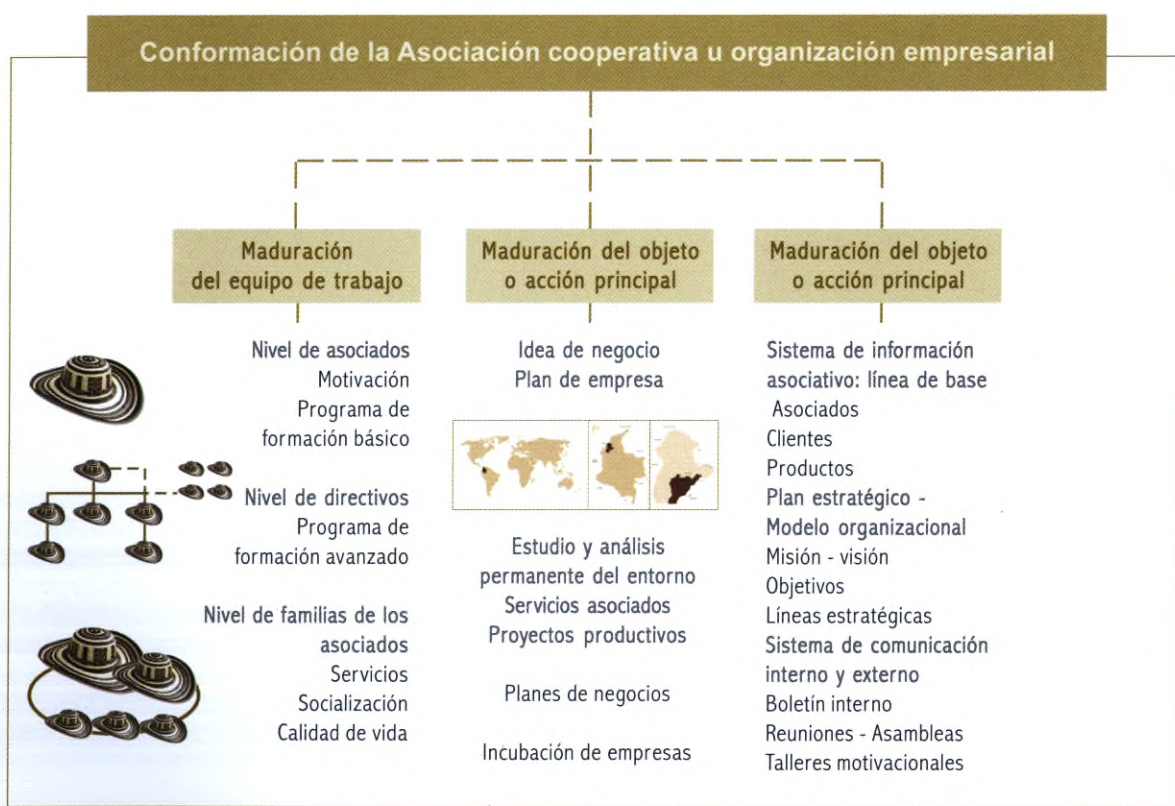 Conformación de la Asociación cooperativa u organización empresarial
Maduración
del equipo de trabajo
Nivel de asociados
Motivación
Programa de
formación básico
Nivel de directivos
Programa de
formación avanzado
Nivel de familias de los
asociados
Servicios
Socialización
Calidad de vida
Maduración del objeto
o acción principal
Idea de negocio
Plan de empresa
Estudio y análisis
permanente del entorno
Servicios asociados
Proyectos productivos
Planes de negocios
Incubación de empresas
Maduración del objeto
o acción principal
Sistema de información
asociativo: línea de base
Asociados
Clientes
Productos
Plan estratégico -
Modelo organizacional
Misión - visión
Objetivos
Líneas estratégicas
Sistema de comunicación
interno y externo
Boletín interno
Reuniones - Asambleas
Talleres motivacionales